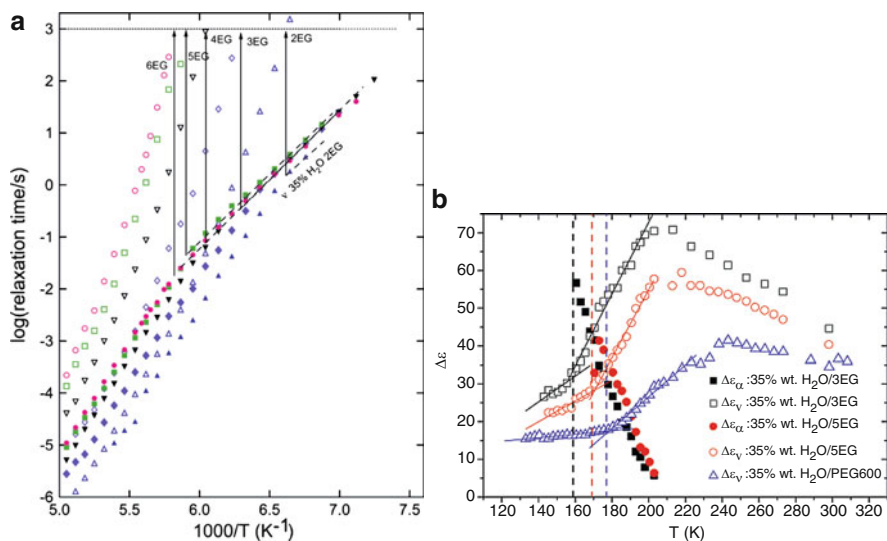 a
log(relaxation time/s)
3
2
1
0
-1
-2
-3
-4
-5
-6
6EG
5EG
4EG
3EG
2EG
ν 35% H₂O 2EG
5.0 5.5 6.0 6.5 7.0 7.5
1000/T (K⁻¹)
b
Δε
70
60
50
40
30
20
10
0
Δεα :35% wt. H₂O/3EG
Δεν :35% wt. H₂O/3EG
Δεα :35% wt. H₂O/5EG
Δεν :35% wt. H₂O/5EG
Δεν :35% wt. H₂O/PEG600
120 140 160 180 200 220 240 260 280 300 320
T (K)